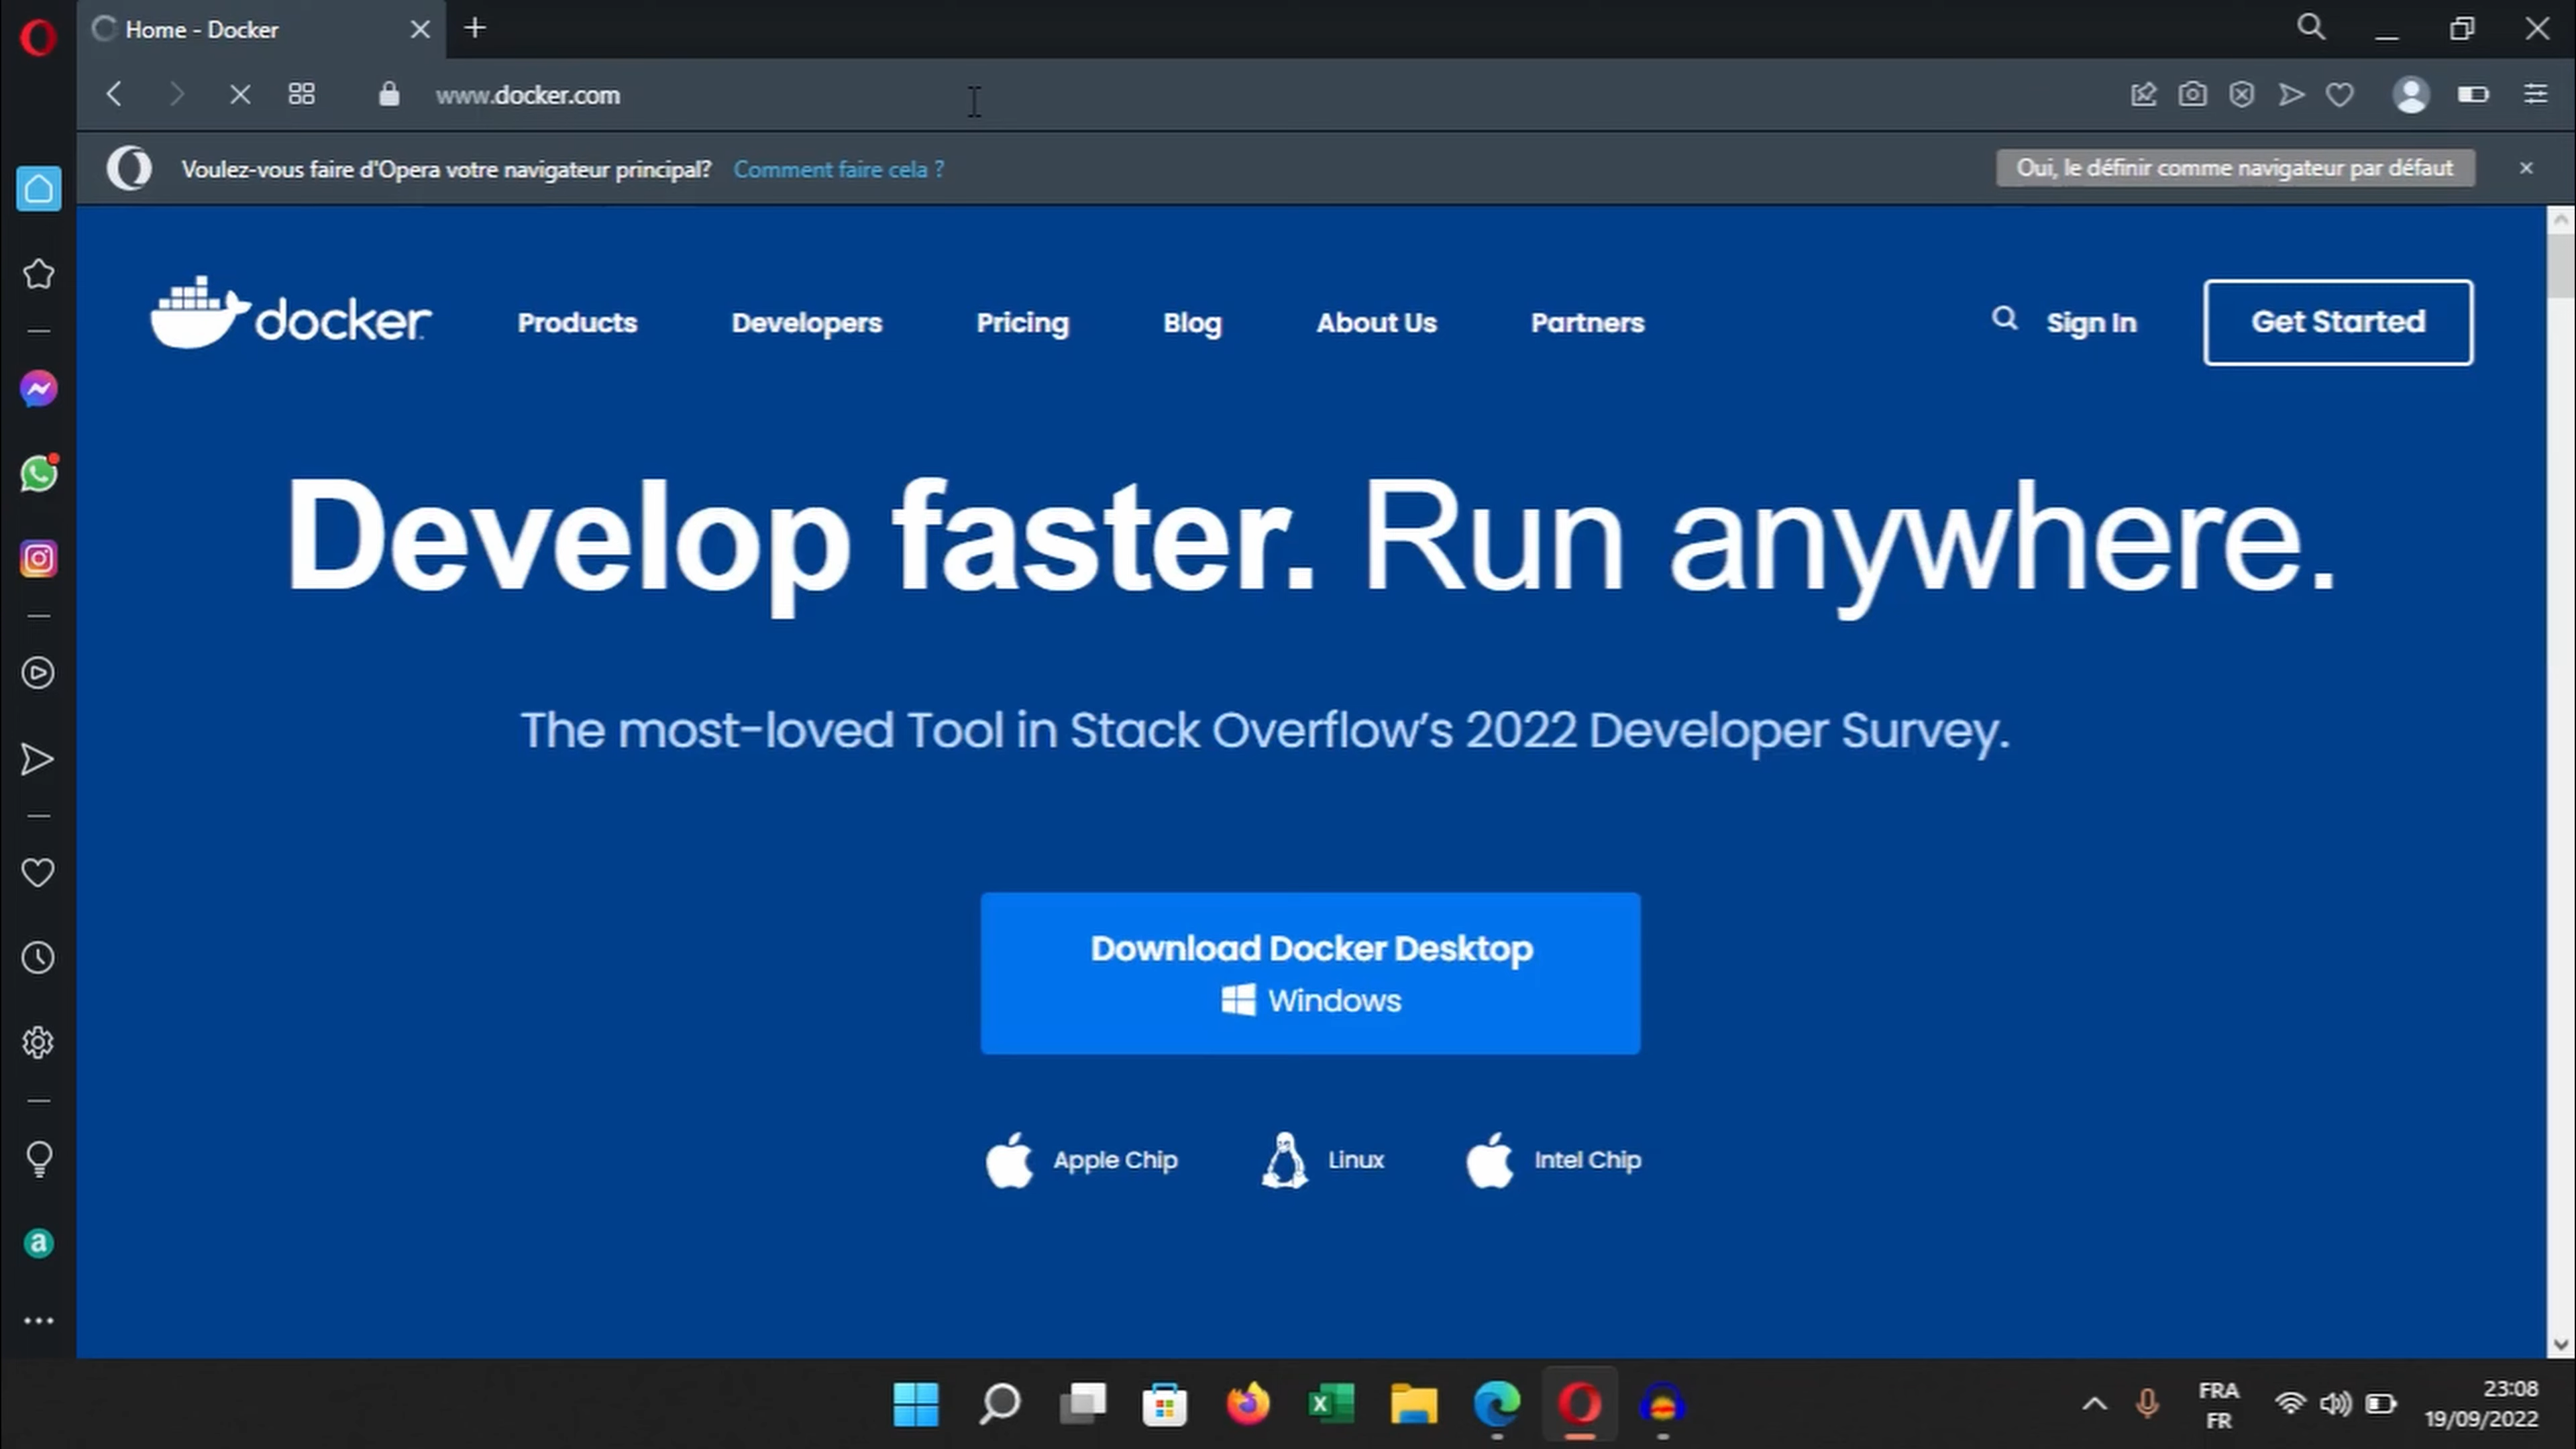 Home - Docker
www.docker.com
Voulez-vous faire d'Opera votre navigateur principal? Comment faire cela ?
Oui, le définir comme navigateur par défaut
docker
Products
Developers
Pricing
Blog
About Us
Partners
Sign In
Get Started
Develop faster. Run anywhere.
The most-loved Tool in Stack Overflow's 2022 Developer Survey.
Download Docker Desktop
Windows
Apple Chip
Linux
Intel Chip
a
FRA
FR
23:08
19/09/2022